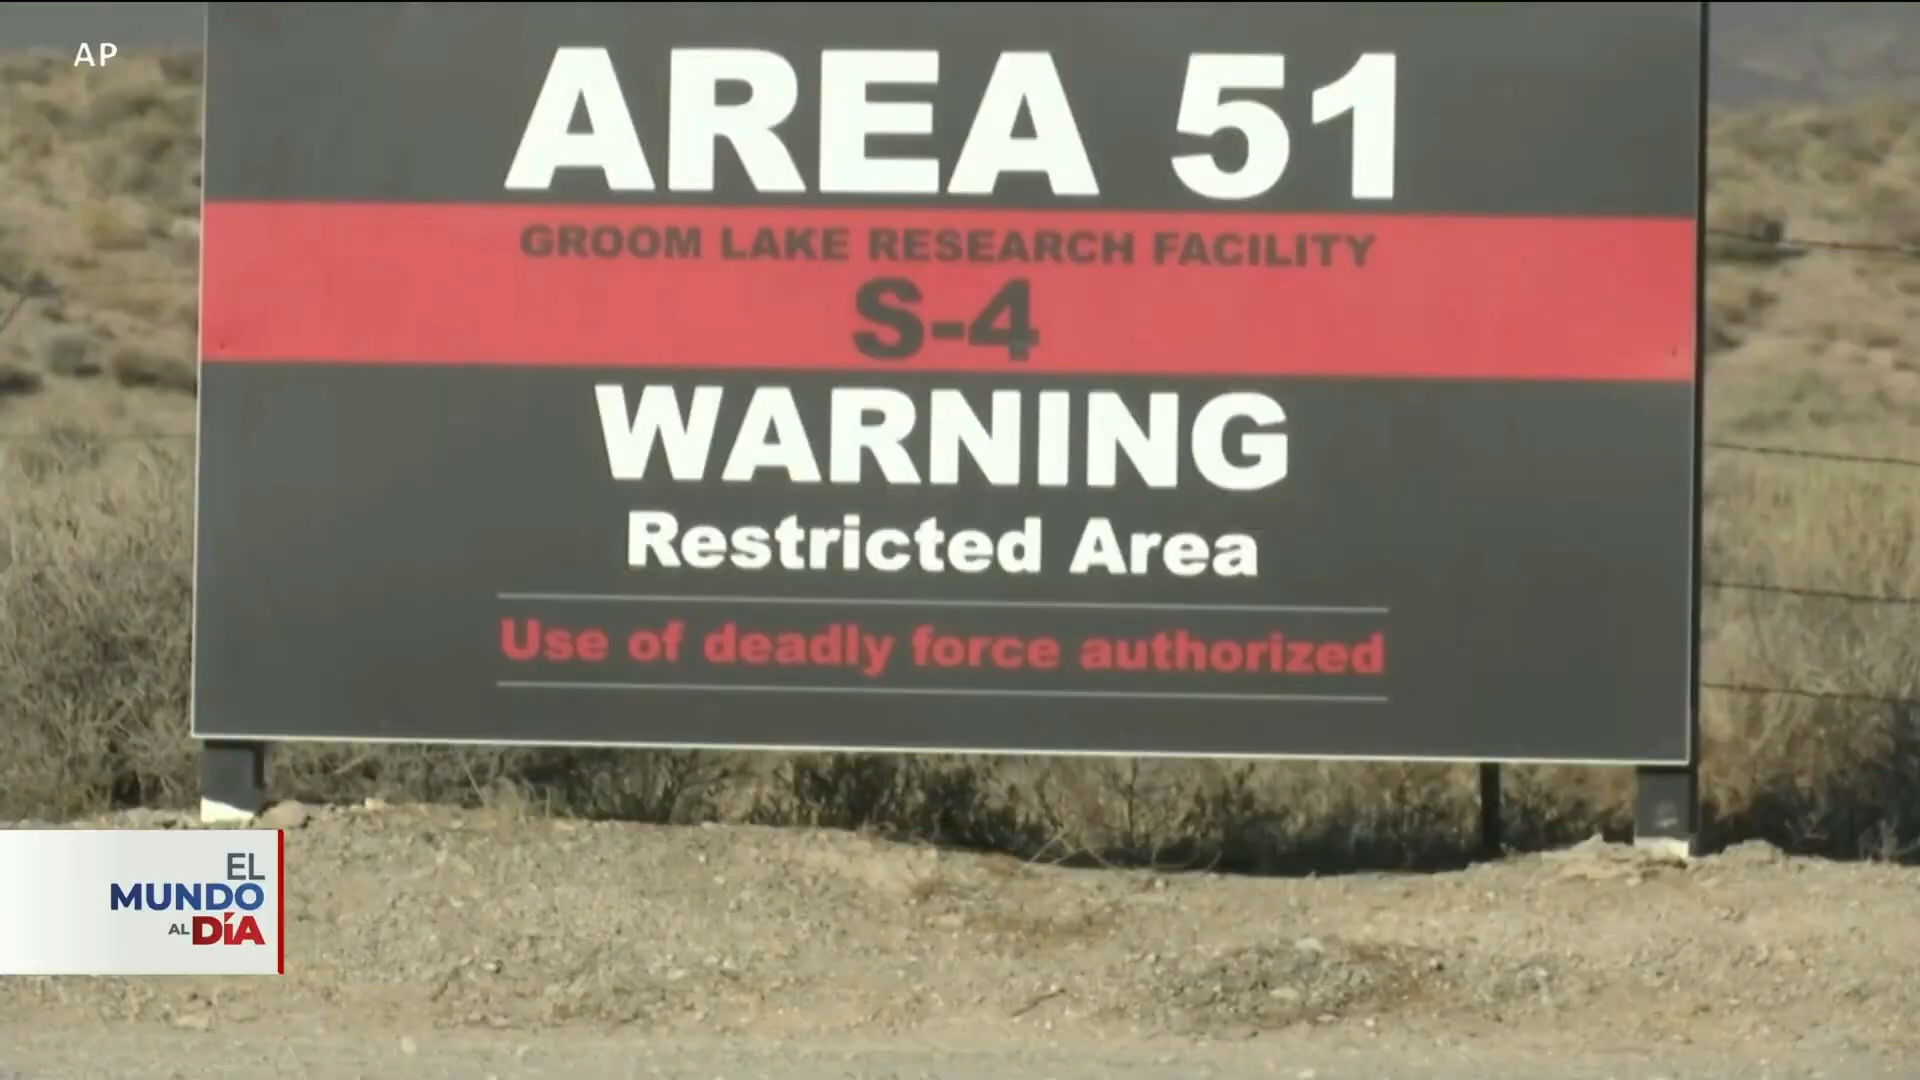 AP
AREA 51
GROOM LAKE RESEARCH FACILITY
S-4
WARNING
Restricted Area
Use of deadly force authorized
EL
MUNDO
AL DÍA